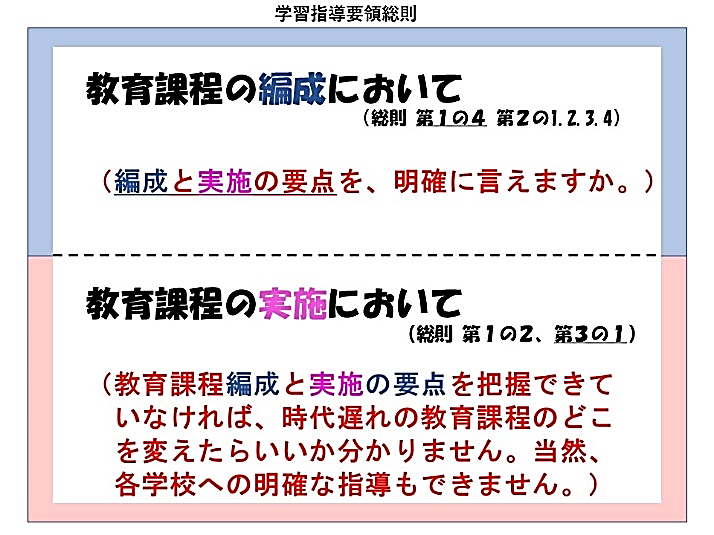 学習指導要領総則
教育課程の編成において
（総則 第1の4 第2の1.2.3.4）
（編成と実施の要点を、明確に言えますか。）
教育課程の実施において
（総則 第1の2、第3の1）
（教育課程編成と実施の要点を把握できて
いなければ、時代遅れの教育課程のどこ
を変えたらいいか分かりません。当然、
各学校への明確な指導もできません。）